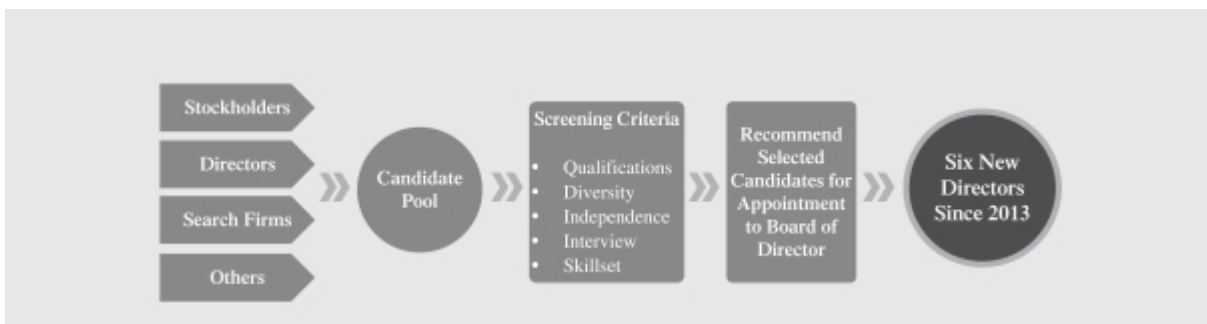 Stockholders
Directors
Search Firms
Others
Candidate
Pool
Screening Criteria
• Qualifications
• Diversity
• Independence
• Interview
• Skillset
Recommend
Selected
Candidates for
Appointment
to Board of
Director
Six New
Directors
Since 2013